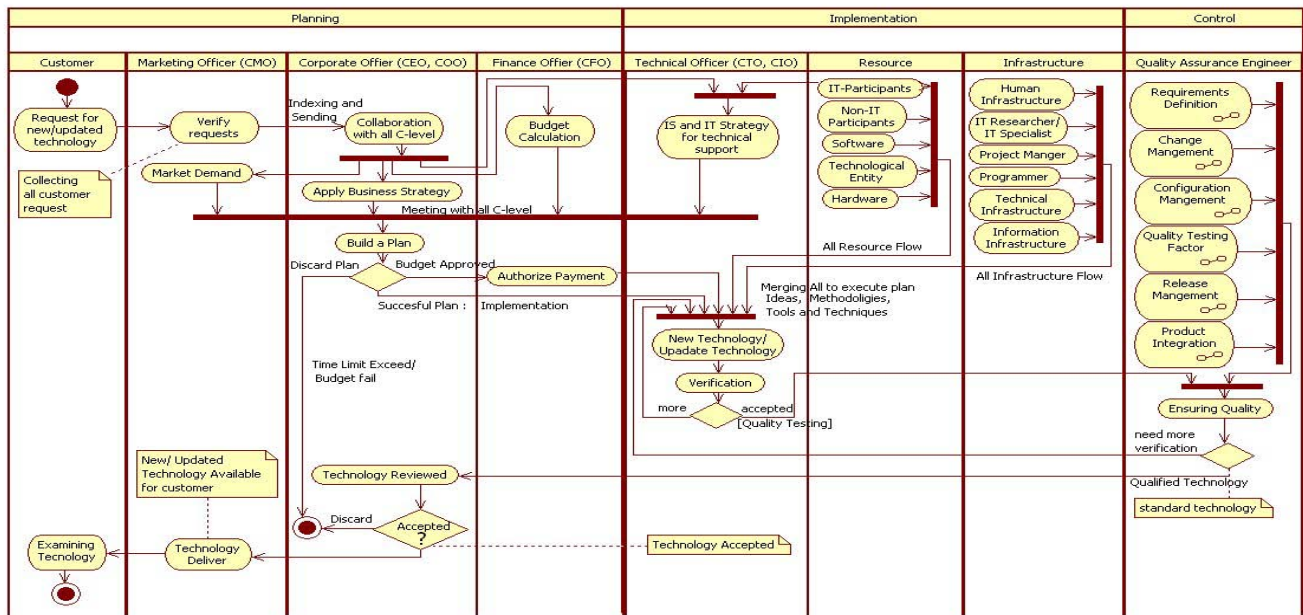 Planning
Implementation
Control
Customer
Marketing Officer (CMO)
Corporate Offier (CEO, COO)
Finance Offier (CFO)
Technical Officer (CTO, CIO)
Resource
Infrastructure
Quality Assurance Engineer
Request for
new/updated
technology
Collecting
all customer
request
Verify
requests
Market Demand
Indexing and
Sending
Collaboration
with all C-level
Apply Business Strategy
Meeting with all C-level
Build a Plan
Discard Plan
Budget Approved
Succesful Plan : Implementation
Time Limit Exceed/
Budget fail
Budget
Calculation
Authorize Payment
IS and IT Strategy
for technical
support
IT-Participants
Non-IT
Participants
Software
Technological
Entity
Hardware
All Resource Flow
Human
Infrastructure
IT Researcher/
IT Specialist
Project Manger
Programmer
Technical
Infrastructure
Information
Infrastructure
All Infrastructure Flow
Merging All to execute plan
Ideas, Methodoligies,
Tools and Techniques
New Technology/
Upadate Technology
Verification
more
accepted
[Quality Testing]
Requirements
Definition
Change
Mangement
Configuration
Management
Quality Testing
Factor
Release
Mangement
Product
Integration
Ensuring Quality
need more
verification
Qualified Technology
standard technology
Technology Reviewed
Accepted
?
Discard
Technology Accepted
New/ Updated
Technology Available
for customer
Technology
Deliver
Examining
Tecnology